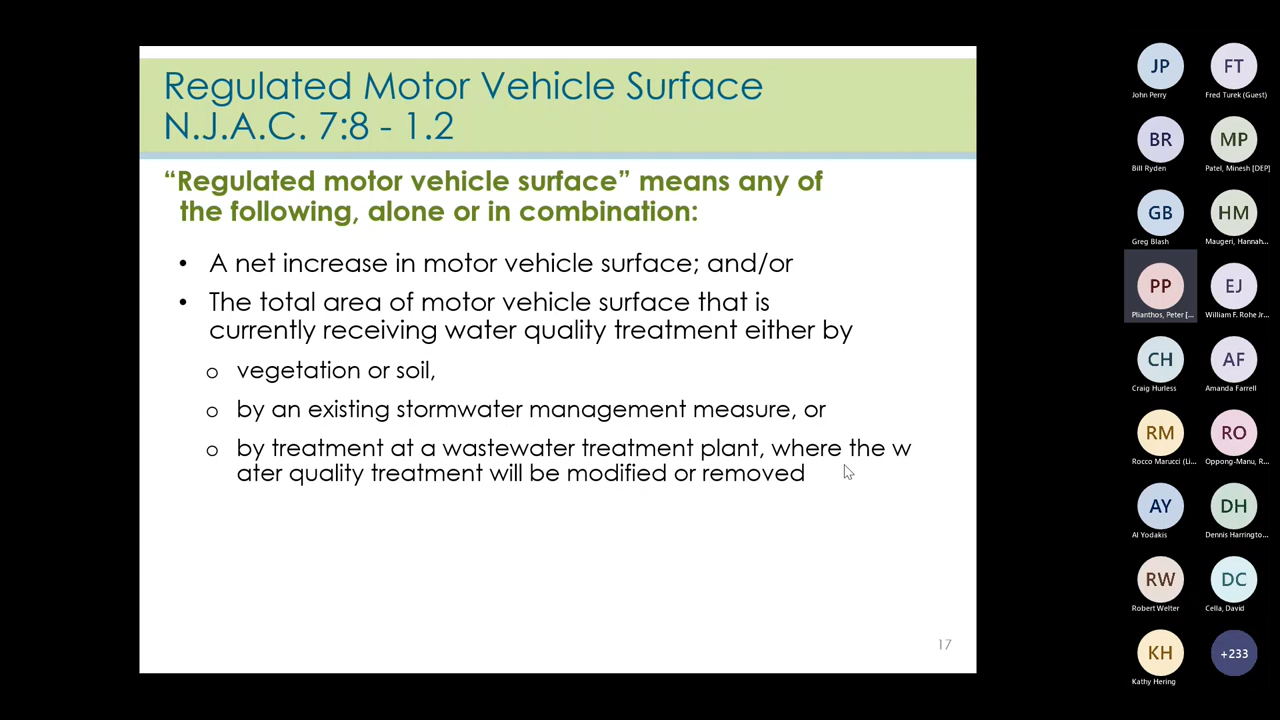 Regulated Motor Vehicle Surface
N.J.A.C. 7:8 - 1.2
“Regulated motor vehicle surface” means any of
the following, alone or in combination:
• A net increase in motor vehicle surface; and/or
• The total area of motor vehicle surface that is
currently receiving water quality treatment either by
o vegetation or soil,
o by an existing stormwater management measure, or
o by treatment at a wastewater treatment plant, where the w
ater quality treatment will be modified or removed
17
JP
John Perry
FT
Fred Turek (Guest)
BR
Bill Ryden
MP
Patel, Minesh [DEP]
GB
Greg Blash
HM
Maugeri, Hannah...
PP
Plianthos, Peter [...
EJ
William F. Rohe Jr...
CH
Craig Hurless
AF
Amanda Farrell
RM
Rocco Marucci (Li...
RO
Oppong-Manu, R...
AY
Al Yodakis
DH
Dennis Harringto...
RW
Robert Welter
DC
Cella, David
KH
Kathy Hering
+233